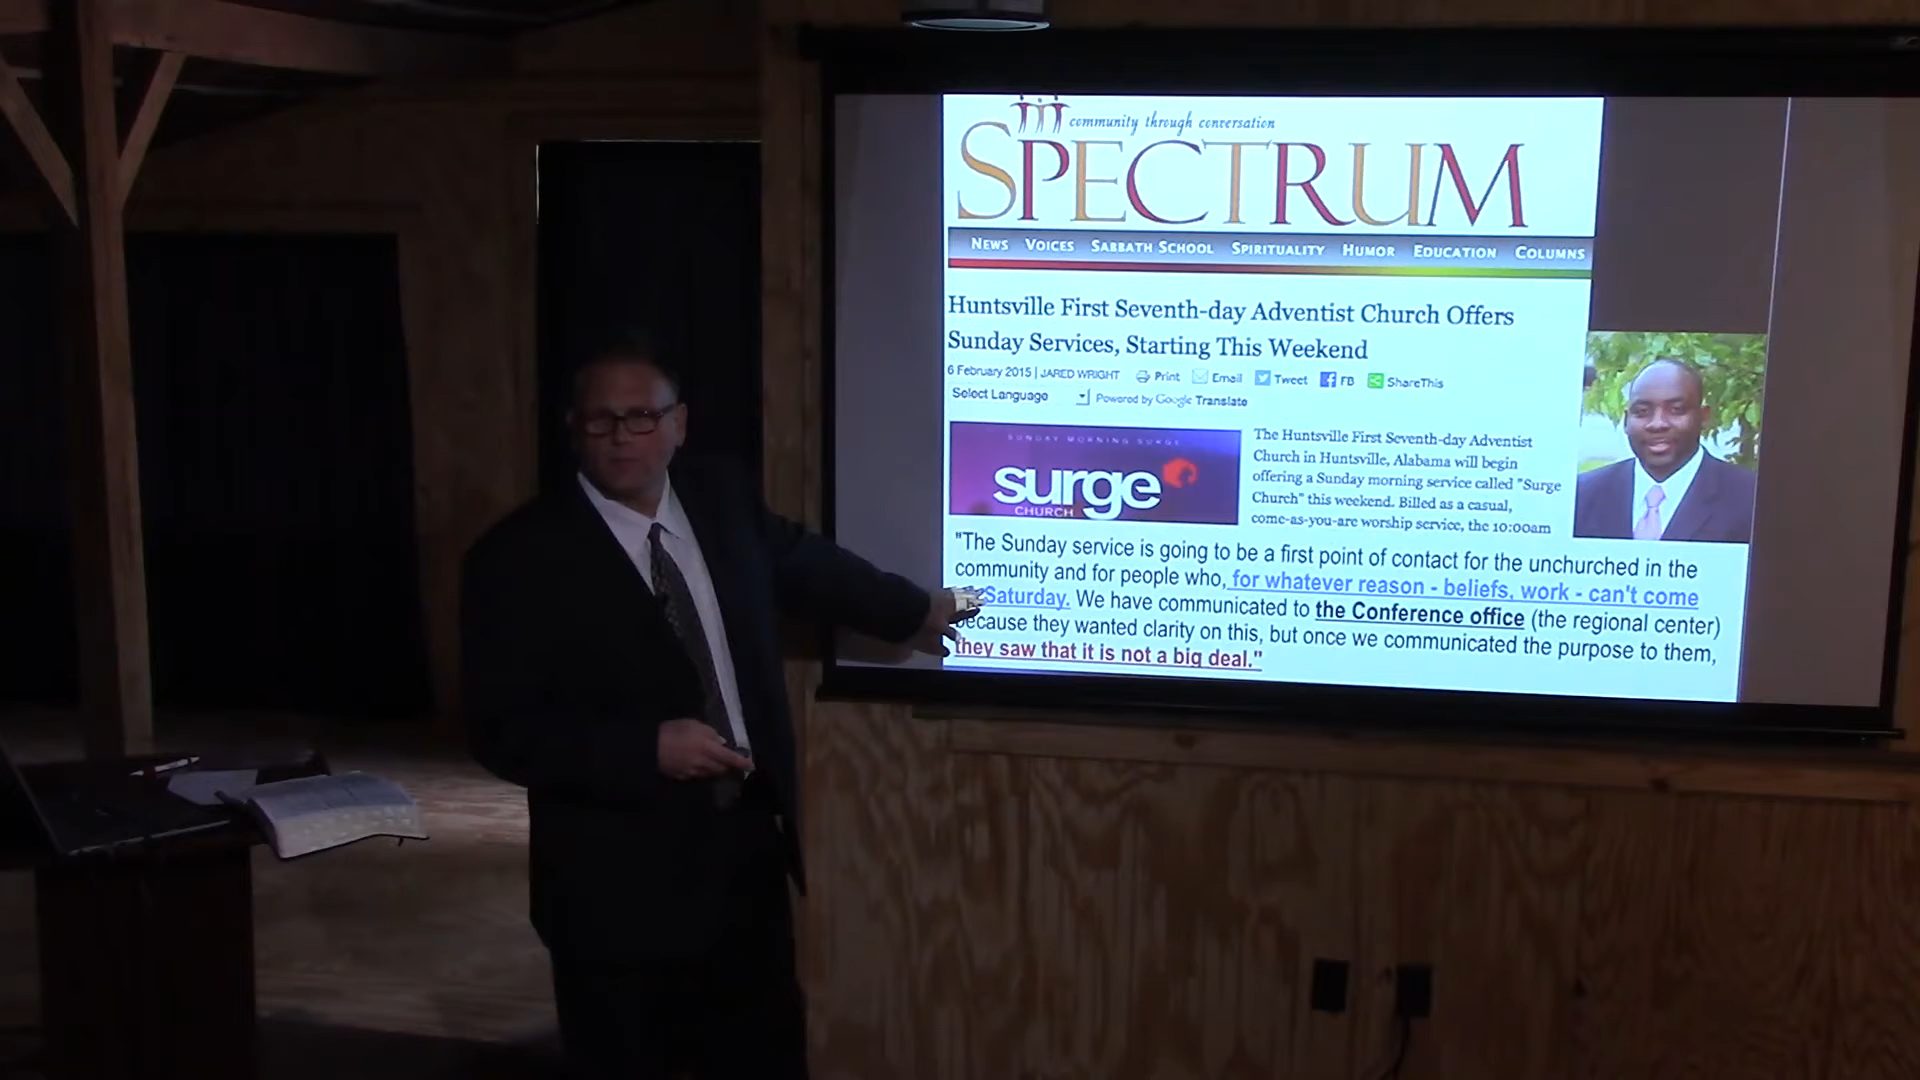 community through conversation
SPECTRUM
NEWS VOICES SABBATH SCHOOL SPIRITUALITY HUMOR EDUCATION COLUMNS
Huntsville First Seventh-day Adventist Church Offers
Sunday Services, Starting This Weekend
6 February 2015 | JARED WRIGHT Print Email Tweet FB ShareThis
Select Language Powered by Google Translate
SUNDAY MORNING SURGE
surge
CHURCH
The Huntsville First Seventh-day Adventist
Church in Huntsville, Alabama will begin
offering a Sunday morning service called "Surge
Church" this weekend. Billed as a casual,
come-as-you-are worship service, the 10:00am
"The Sunday service is going to be a first point of contact for the unchurched in the
community and for people who, for whatever reason - beliefs, work - can't come
Saturday. We have communicated to the Conference office (the regional center)
because they wanted clarity on this, but once we communicated the purpose to them,
they saw that it is not a big deal."